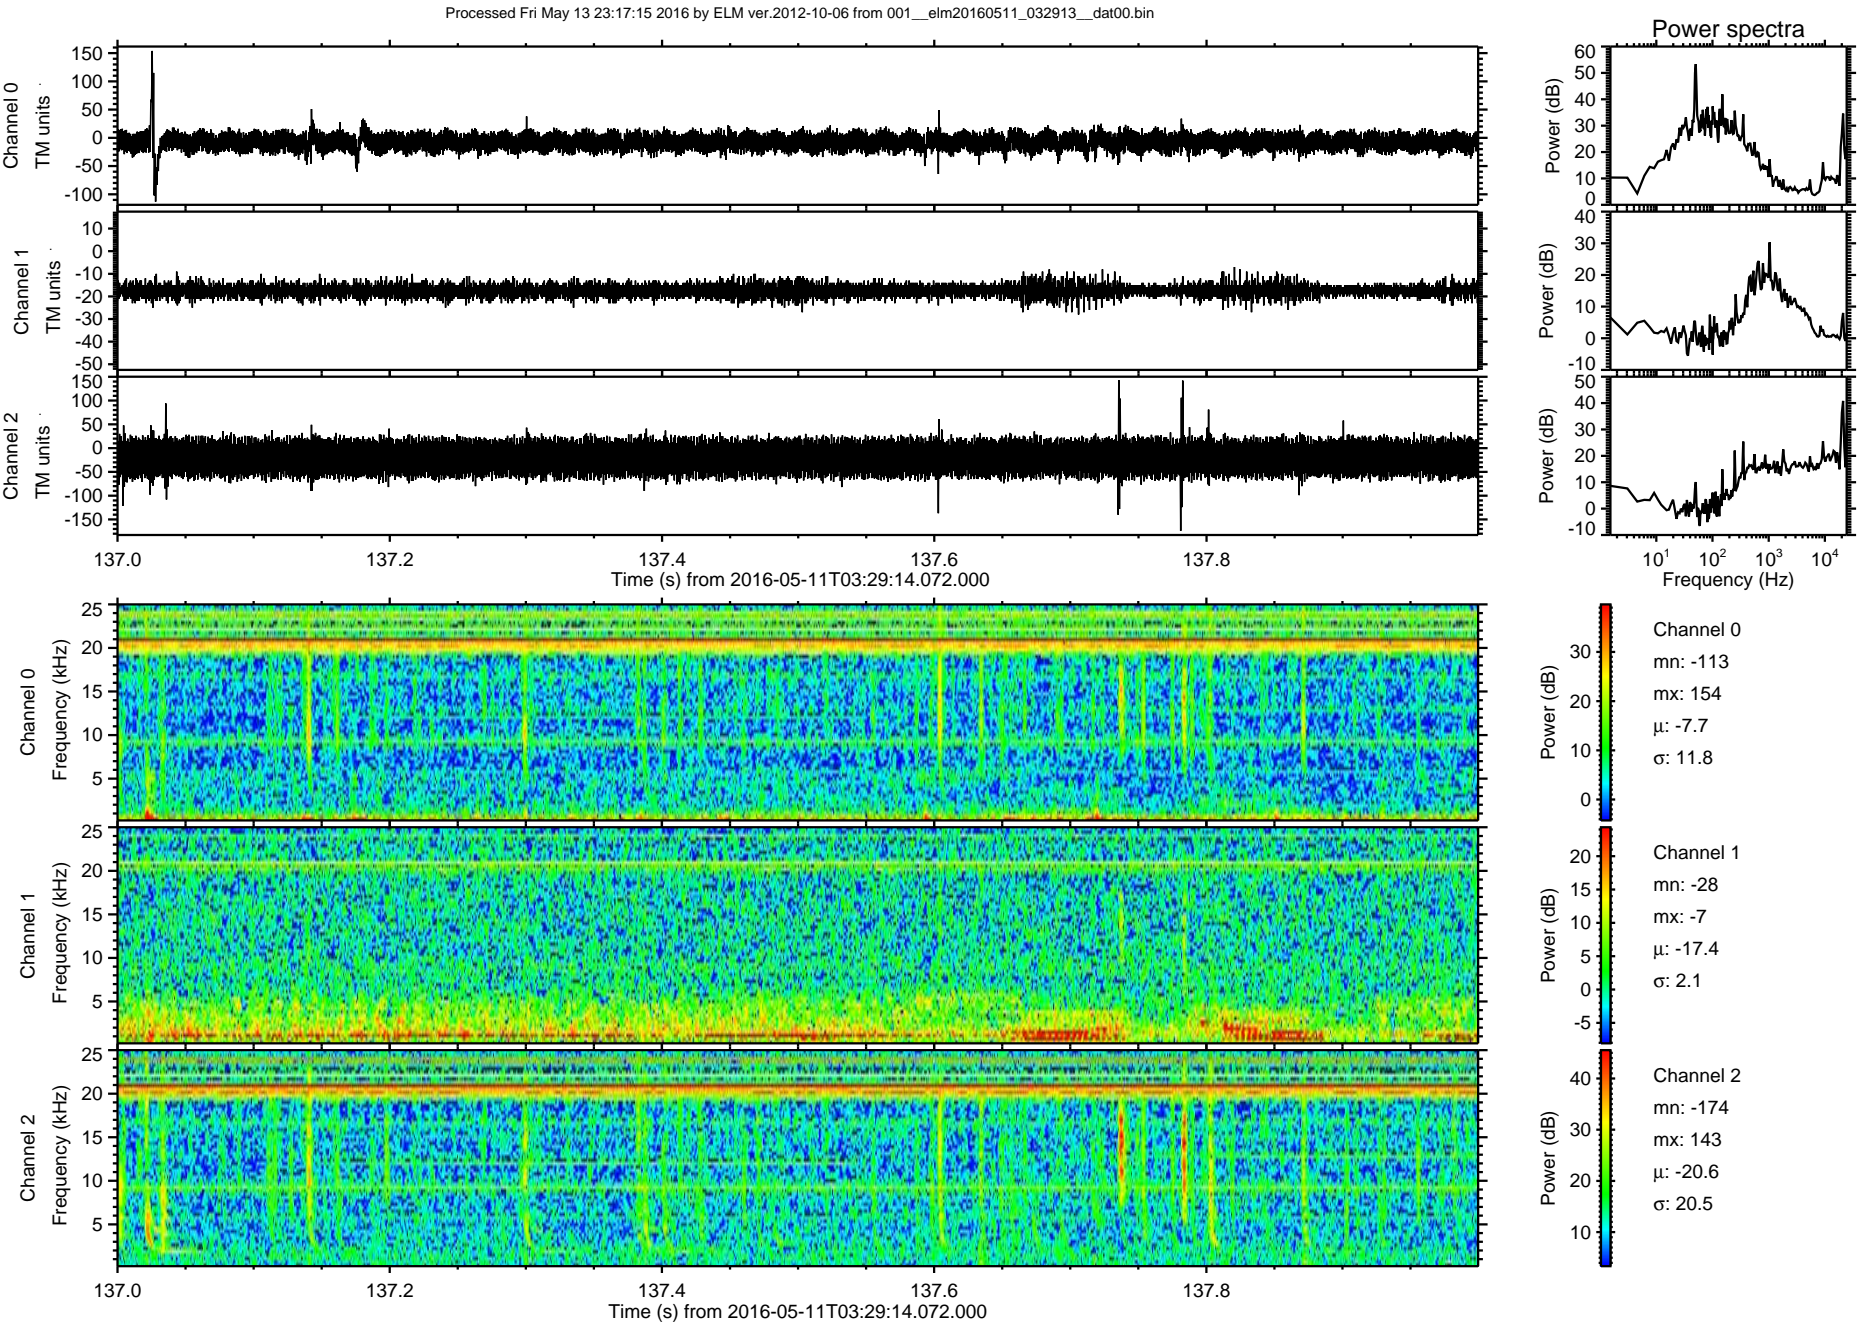 Processed Fri May 13 23:17:15 2016 by ELM ver.2012-10-06 from 001__elm20160511_032913__dat00.bin
Power spectra
Channel 0
TM units
150
100
50
0
-50
-100
Power (dB)
60
50
40
30
20
10
0
Channel 1
TM units
10
0
-10
-20
-30
-40
-50
Power (dB)
40
30
20
10
0
-10
Channel 2
TM units
150
100
50
0
-50
-100
-150
Power (dB)
50
40
30
20
10
0
-10
137.0 137.2 137.4 137.6 137.8
Time (s) from 2016-05-11T03:29:14.072.000
10¹ 10² 10³ 10⁴
Frequency (Hz)
Channel 0
Frequency (kHz)
25
20
15
10
5
Power (dB)
30
20
10
0
Channel 0
mn: -113
mx: 154
μ: -7.7
σ: 11.8
Channel 1
Frequency (kHz)
25
20
15
10
5
Power (dB)
20
15
10
5
0
-5
Channel 1
mn: -28
mx: -7
μ: -17.4
σ: 2.1
Channel 2
Frequency (kHz)
25
20
15
10
5
Power (dB)
40
30
20
10
Channel 2
mn: -174
mx: 143
μ: -20.6
σ: 20.5
137.0 137.2 137.4 137.6 137.8
Time (s) from 2016-05-11T03:29:14.072.000